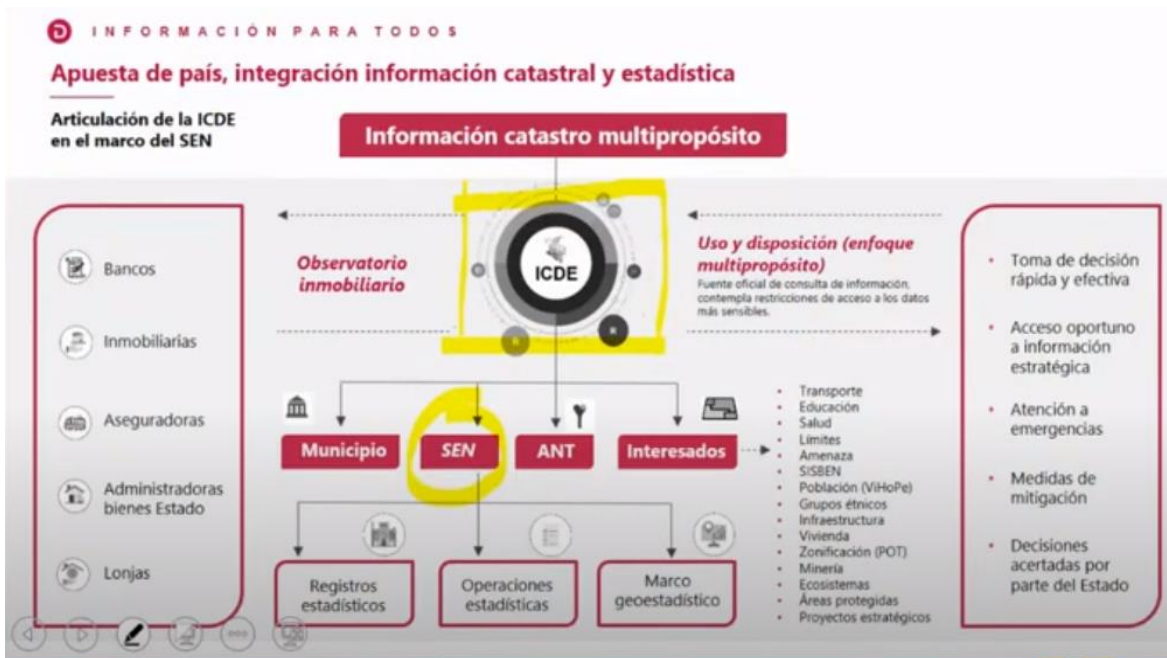 INFORMACIÓN PARA TODOS
Apuesta de país, integración información catastral y estadística
Articulación de la ICDE
en el marco del SEN
Información catastro multipropósito
Bancos
Inmobiliarias
Aseguradoras
Administradoras
bienes Estado
Lonjas
Observatorio
inmobiliario
ICDE
Uso y disposición (enfoque
multipropósito)
Fuente oficial de consulta de información,
contempla restricciones de acceso a los datos
más sensibles.
Municipio
SEN
ANT
Interesados
Registros
estadísticos
Operaciones
estadísticas
Marco
geoestadístico
• Transporte
• Educación
• Salud
• Límites
• Amenaza
• SISBEN
• Población (ViHoPe)
• Grupos étnicos
• Infraestructura
• Vivienda
• Zonificación (POT)
• Minería
• Ecosistemas
• Áreas protegidas
• Proyectos estratégicos
• Toma de decisión
rápida y efectiva
• Acceso oportuno
a información
estratégica
• Atención a
emergencias
• Medidas de
mitigación
• Decisiones
acertadas por
parte del Estado